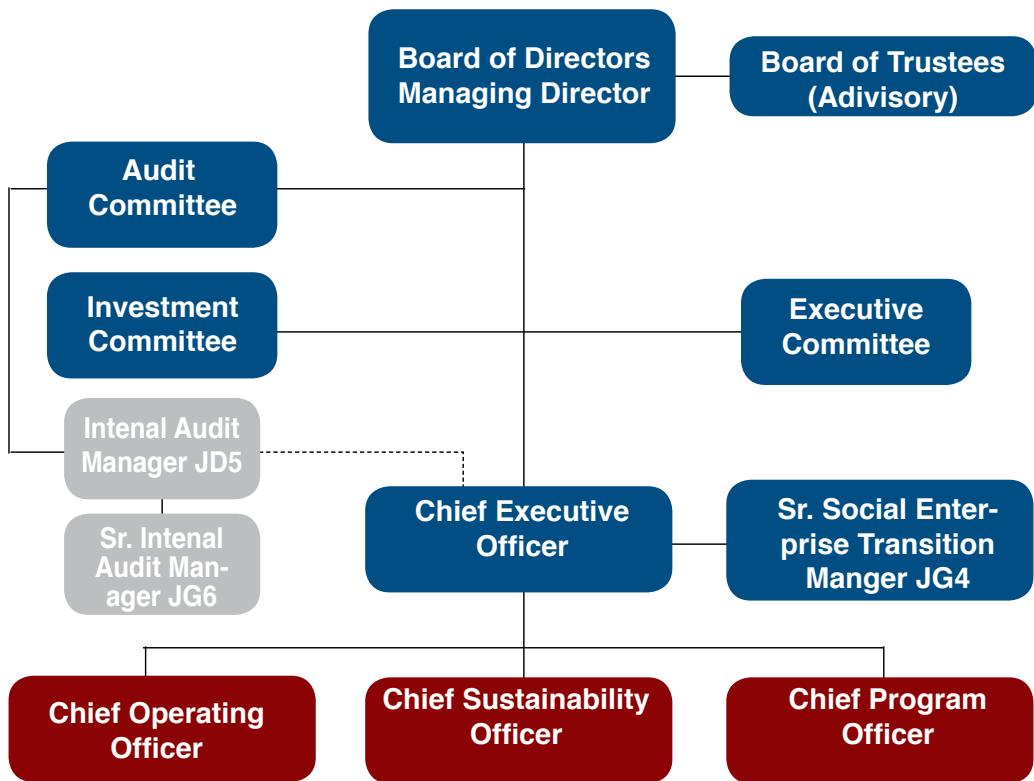 Board of Directors
Managing Director
Board of Trustees
(Adivisory)
Audit
Committee
Investment
Committee
Executive
Committee
Intenal Audit
Manager JD5
Sr. Intenal
Audit Man-
ager JG6
Chief Executive
Officer
Sr. Social Enter-
prise Transition
Manger JG4
Chief Operating
Officer
Chief Sustainability
Officer
Chief Program
Officer